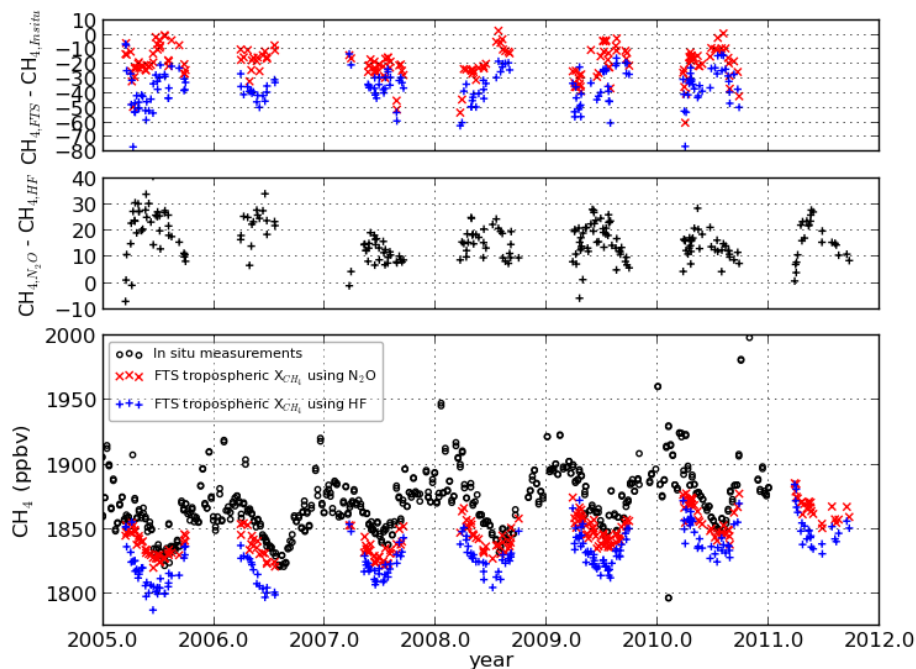 10
0
−10
−20
−30
−40
−50
−60
−70
−80
CH4,FTS - CH4,Insitu
40
30
20
10
0
−10
CH4,N2O - CH4,HF
2000
1950
1900
1850
1800
CH4 (ppbv)
In situ measurements
FTS tropospheric XCH4 using N2O
FTS tropospheric XCH4 using HF
2005.0 2006.0 2007.0 2008.0 2009.0 2010.0 2011.0 2012.0
year